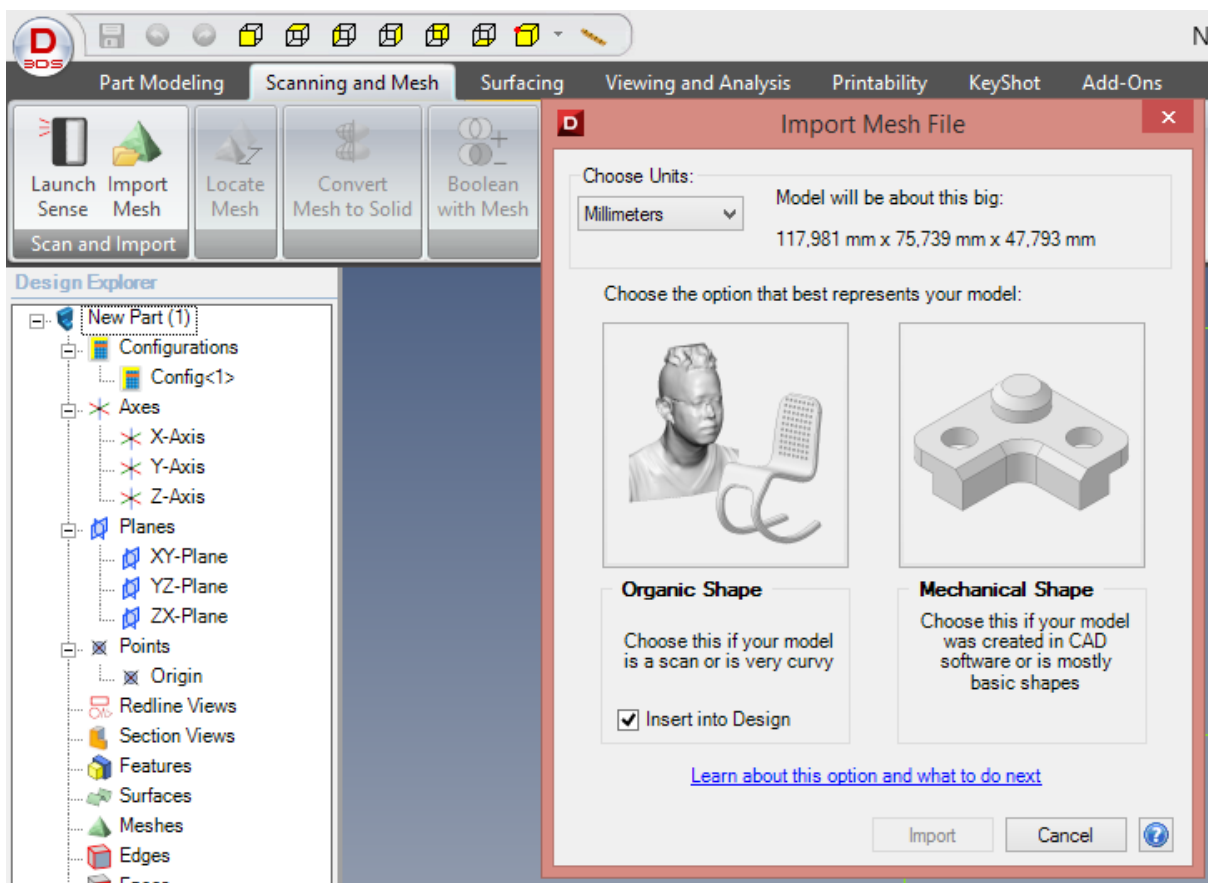 D
3DS
N
Part Modeling
Scanning and Mesh
Surfacing
Viewing and Analysis
Printability
KeyShot
Add-Ons
Launch
Sense
Import
Mesh
Locate
Mesh
Convert
Mesh to Solid
Boolean
with Mesh
Scan and Import
Design Explorer
New Part (1)
Configurations
Config<1>
Axes
X-Axis
Y-Axis
Z-Axis
Planes
XY-Plane
YZ-Plane
ZX-Plane
Points
Origin
Redline Views
Section Views
Features
Surfaces
Meshes
Edges
D
Import Mesh File
Choose Units:
Millimeters
Model will be about this big:
117,981 mm x 75,739 mm x 47,793 mm
Choose the option that best represents your model:
Organic Shape
Choose this if your model
is a scan or is very curvy
Insert into Design
Mechanical Shape
Choose this if your model
was created in CAD
software or is mostly
basic shapes
Learn about this option and what to do next
Import
Cancel